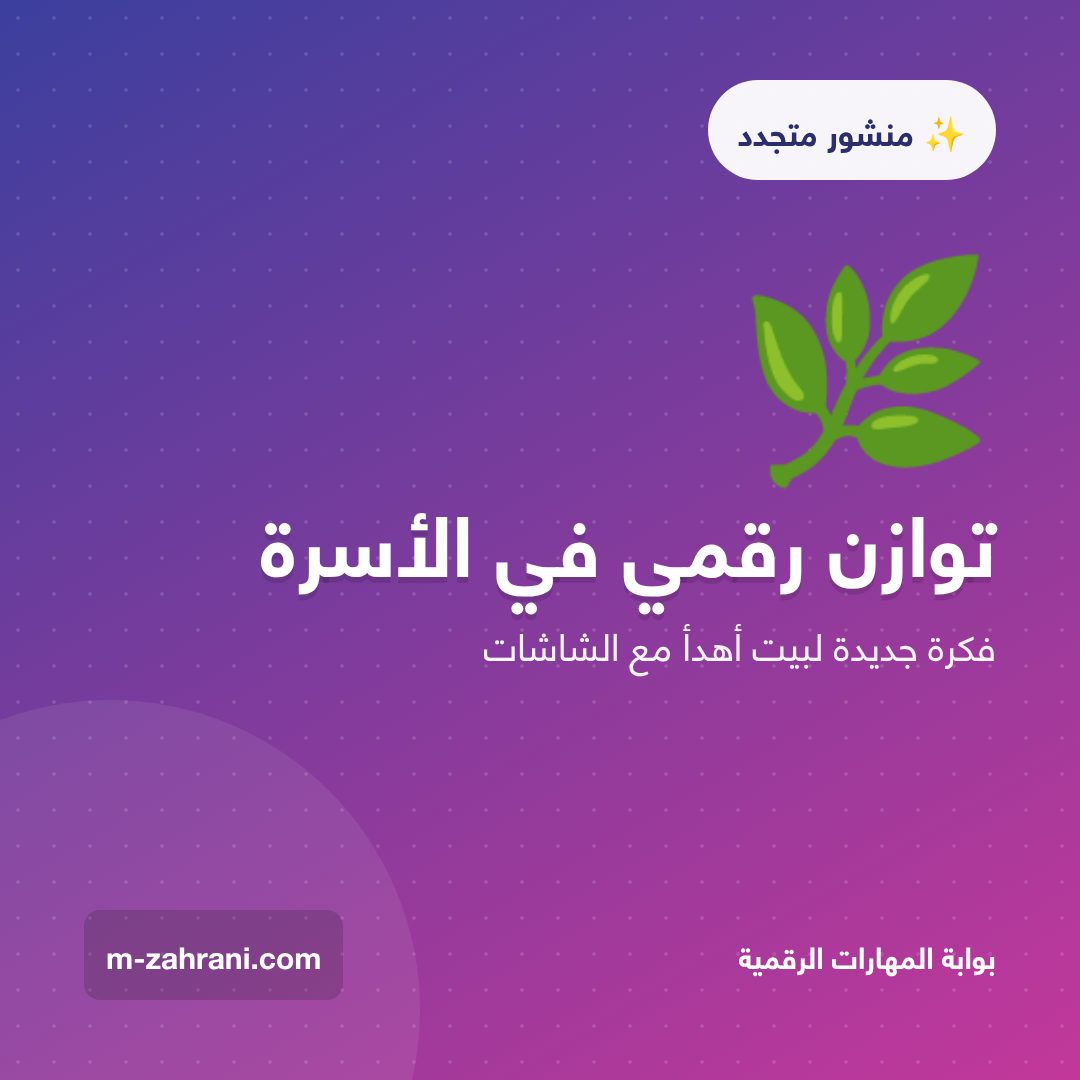 ✨ منشور متجدد
توازن رقمي في الأسرة
فكرة جديدة لبيت أهدأ مع الشاشات
بوابة المهارات الرقمية
m-zahrani.com